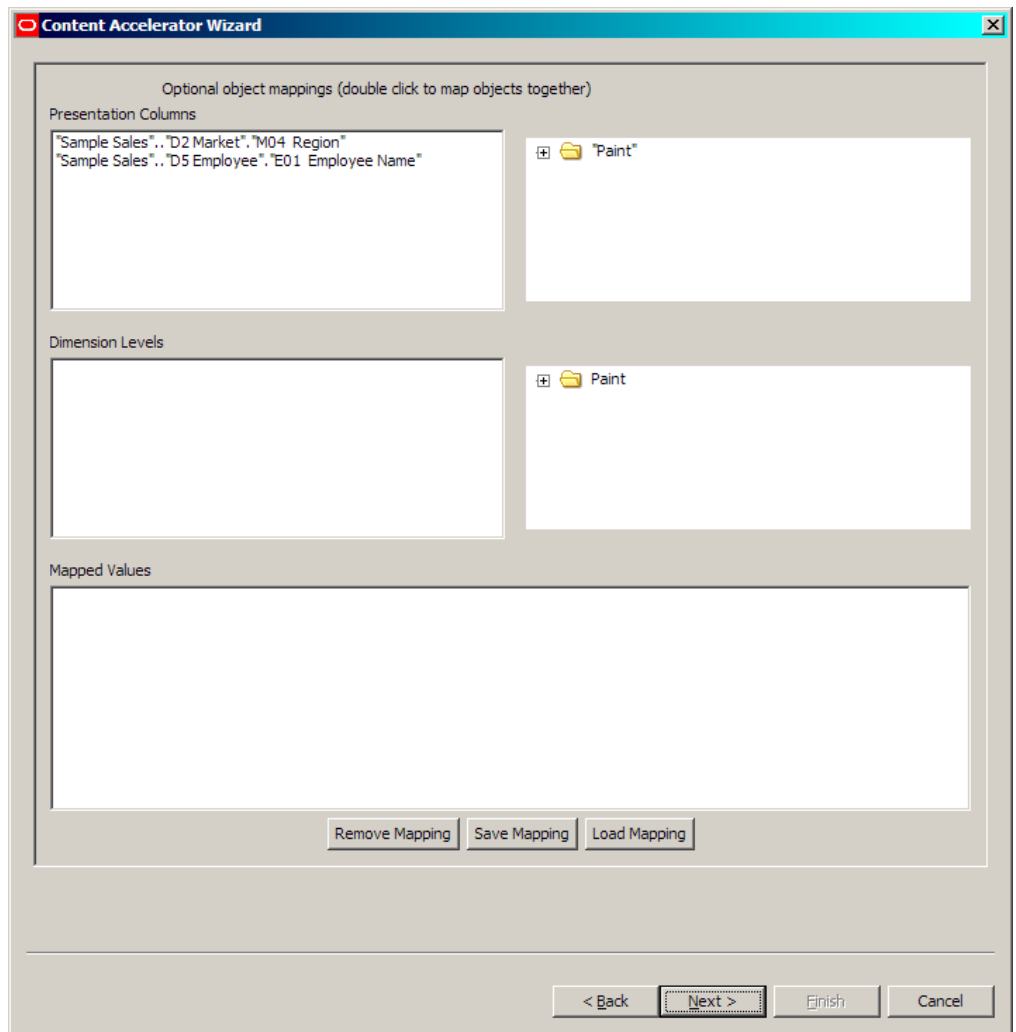 Content Accelerator Wizard
Optional object mappings (double click to map objects together)
Presentation Columns
"Sample Sales".."D2 Market"."M04 Region"
"Sample Sales".."D5 Employee"."E01 Employee Name"
"Paint"
Dimension Levels
Paint
Mapped Values
Remove Mapping Save Mapping Load Mapping
< Back Next > Finish Cancel